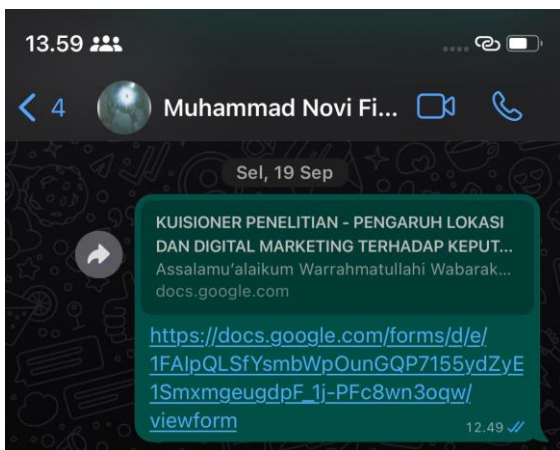 13.59
4
Muhammad Novi Fi...
Sel, 19 Sep
KUISIONER PENELITIAN - PENGARUH LOKASI
DAN DIGITAL MARKETING TERHADAP KEPUT...
Assalamu'alaikum Warrahmatullahi Wabarak...
docs.google.com
https://docs.google.com/forms/d/e/
1FAIpQLSfYsmbWpOunGQP7155ydZyE
1SmxmgeugdpF_1j-PFc8wn3oqw/
viewform
12.49